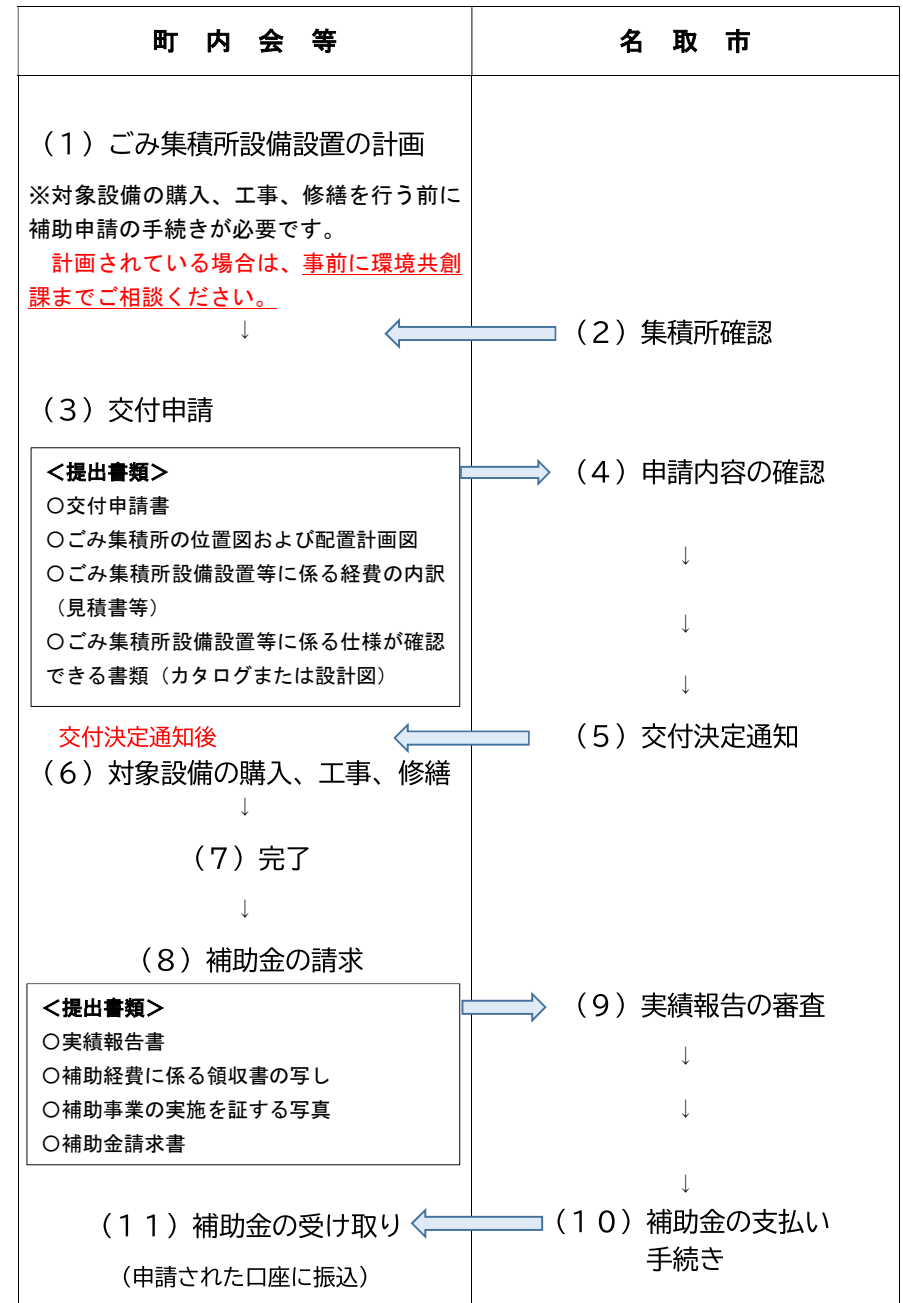 町内会等
名取市
（１）ごみ集積所設備設置の計画
※対象設備の購入、工事、修繕を行う前に
補助申請の手続きが必要です。
計画されている場合は、事前に環境共創
課までご相談ください。
↓
（２）集積所確認
（３）交付申請
＜提出書類＞
〇交付申請書
〇ごみ集積所の位置図および配置計画図
〇ごみ集積所設備設置等に係る経費の内訳
（見積書等）
〇ごみ集積所設備設置等に係る仕様が確認
できる書類（カタログまたは設計図）
（４）申請内容の確認
↓
↓
↓
（５）交付決定通知
交付決定通知後
（６）対象設備の購入、工事、修繕
↓
（７）完了
↓
（８）補助金の請求
＜提出書類＞
〇実績報告書
〇補助経費に係る領収書の写し
〇補助事業の実施を証する写真
〇補助金請求書
（９）実績報告の審査
↓
↓
↓
（１０）補助金の支払い
手続き
（１１）補助金の受け取り
（申請された口座に振込）